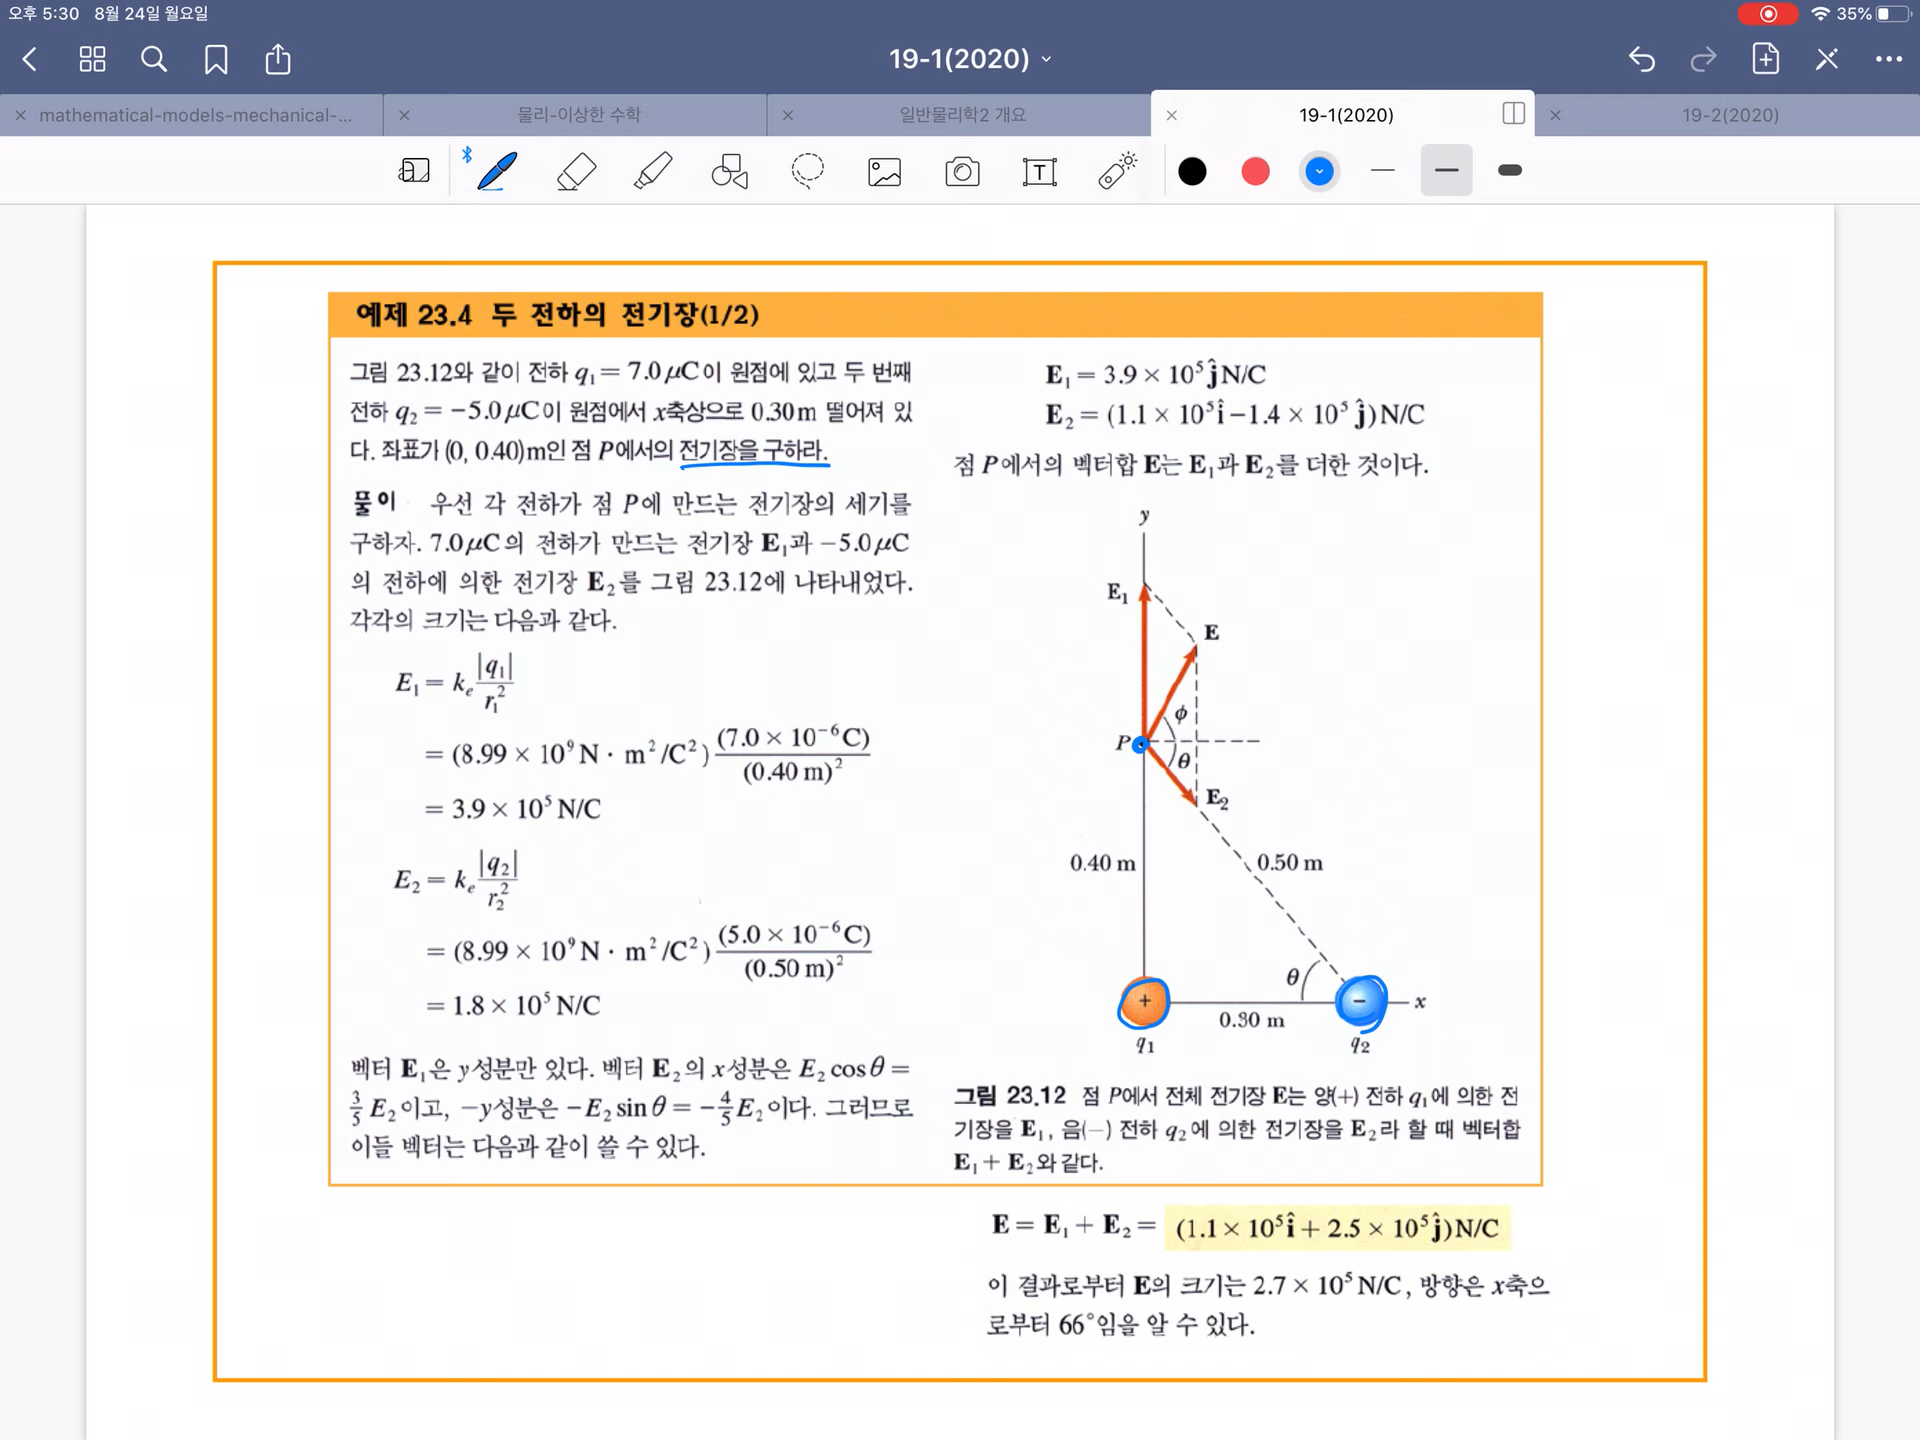 오후 5:30 8월 24일 월요일
35%
19-1(2020)
mathematical-models-mechanical-...
물리-이상한 수학
일반물리학2 개요
19-1(2020)
19-2(2020)
T
예제 23.4 두 전하의 전기장(1/2)
그림 23.12와 같이 전하 q₁ = 7.0 μC이 원점에 있고 두 번째
전하 q₂ = −5.0 μC이 원점에서 x축상으로 0.30 m 떨어져 있
다. 좌표가 (0, 0.40)m인 점 P에서의 전기장을 구하라.
풀이 우선 각 전하가 점 P에 만드는 전기장의 세기를
구하자. 7.0 μC의 전하가 만드는 전기장 E₁과 −5.0 μC
의 전하에 의한 전기장 E₂를 그림 23.12에 나타내었다.
각각의 크기는 다음과 같다.
E₁ = kₑ |q₁| / r₁²
= (8.99 × 10⁹ N · m²/C²) (7.0 × 10⁻⁶ C) / (0.40 m)²
= 3.9 × 10⁵ N/C
E₂ = kₑ |q₂| / r₂²
= (8.99 × 10⁹ N · m²/C²) (5.0 × 10⁻⁶ C) / (0.50 m)²
= 1.8 × 10⁵ N/C
벡터 E₁은 y성분만 있다. 벡터 E₂의 x성분은 E₂ cos θ =
3/5 E₂이고, −y성분은 −E₂ sin θ = −4/5 E₂이다. 그러므로
이들 벡터는 다음과 같이 쓸 수 있다.
E₁ = 3.9 × 10⁵ ĵ N/C
E₂ = (1.1 × 10⁵ î − 1.4 × 10⁵ ĵ) N/C
점 P에서의 벡터합 E는 E₁과 E₂를 더한 것이다.
y
E₁
E
ϕ
P
θ
E₂
0.40 m
0.50 m
θ
+
−
x
0.30 m
q₁
q₂
그림 23.12 점 P에서 전체 전기장 E는 양(+) 전하 q₁에 의한 전
기장을 E₁, 음(−) 전하 q₂에 의한 전기장을 E₂라 할 때 벡터합
E₁ + E₂와 같다.
E = E₁ + E₂ = (1.1 × 10⁵ î + 2.5 × 10⁵ ĵ) N/C
이 결과로부터 E의 크기는 2.7 × 10⁵ N/C, 방향은 x축으
로부터 66°임을 알 수 있다.